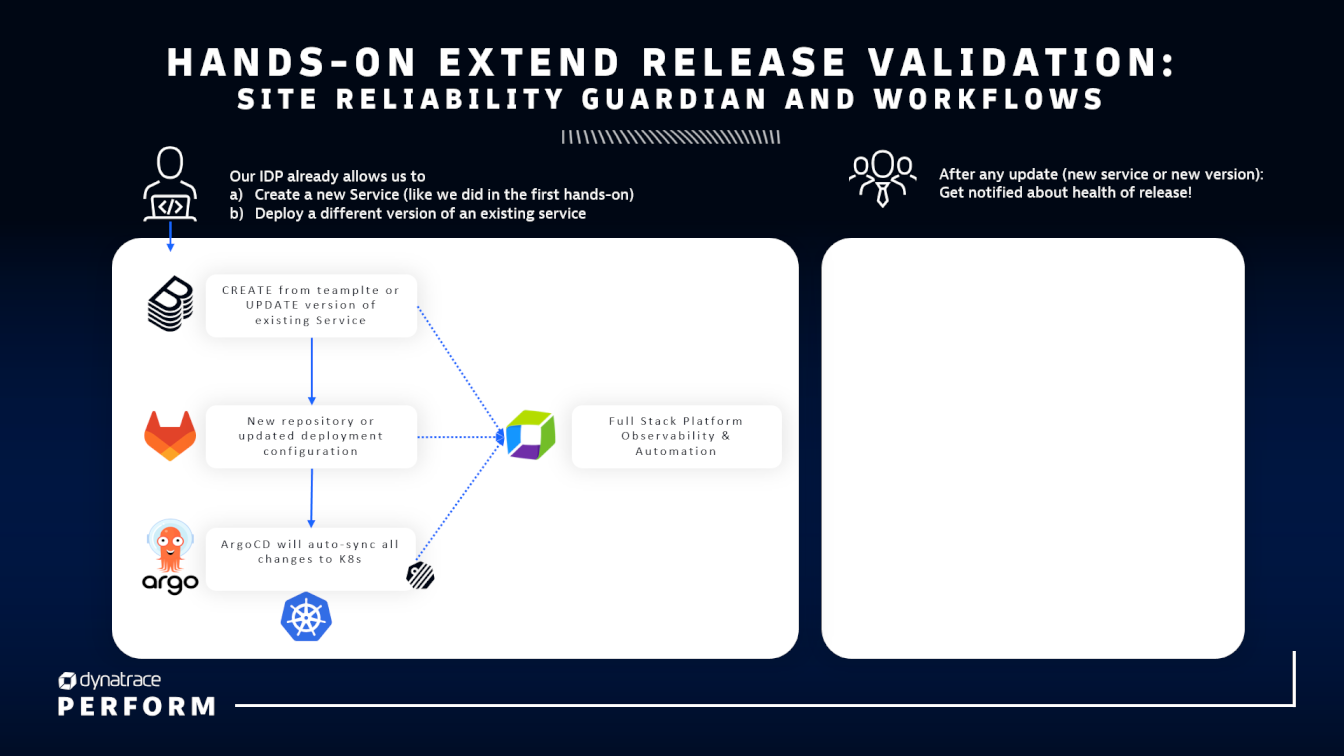 HANDS-ON EXTEND RELEASE VALIDATION:
SITE RELIABILITY GUARDIAN AND WORKFLOWS
Our IDP already allows us to
a) Create a new Service (like we did in the first hands-on)
b) Deploy a different version of an existing service
After any update (new service or new version):
Get notified about health of release!
CREATE from teamplte or
UPDATE version of
existing Service
New repository or
updated deployment
configuration
Full Stack Platform
Observability &
Automation
ArgoCD will auto-sync all
changes to K8s
argo
dynatrace
PERFORM